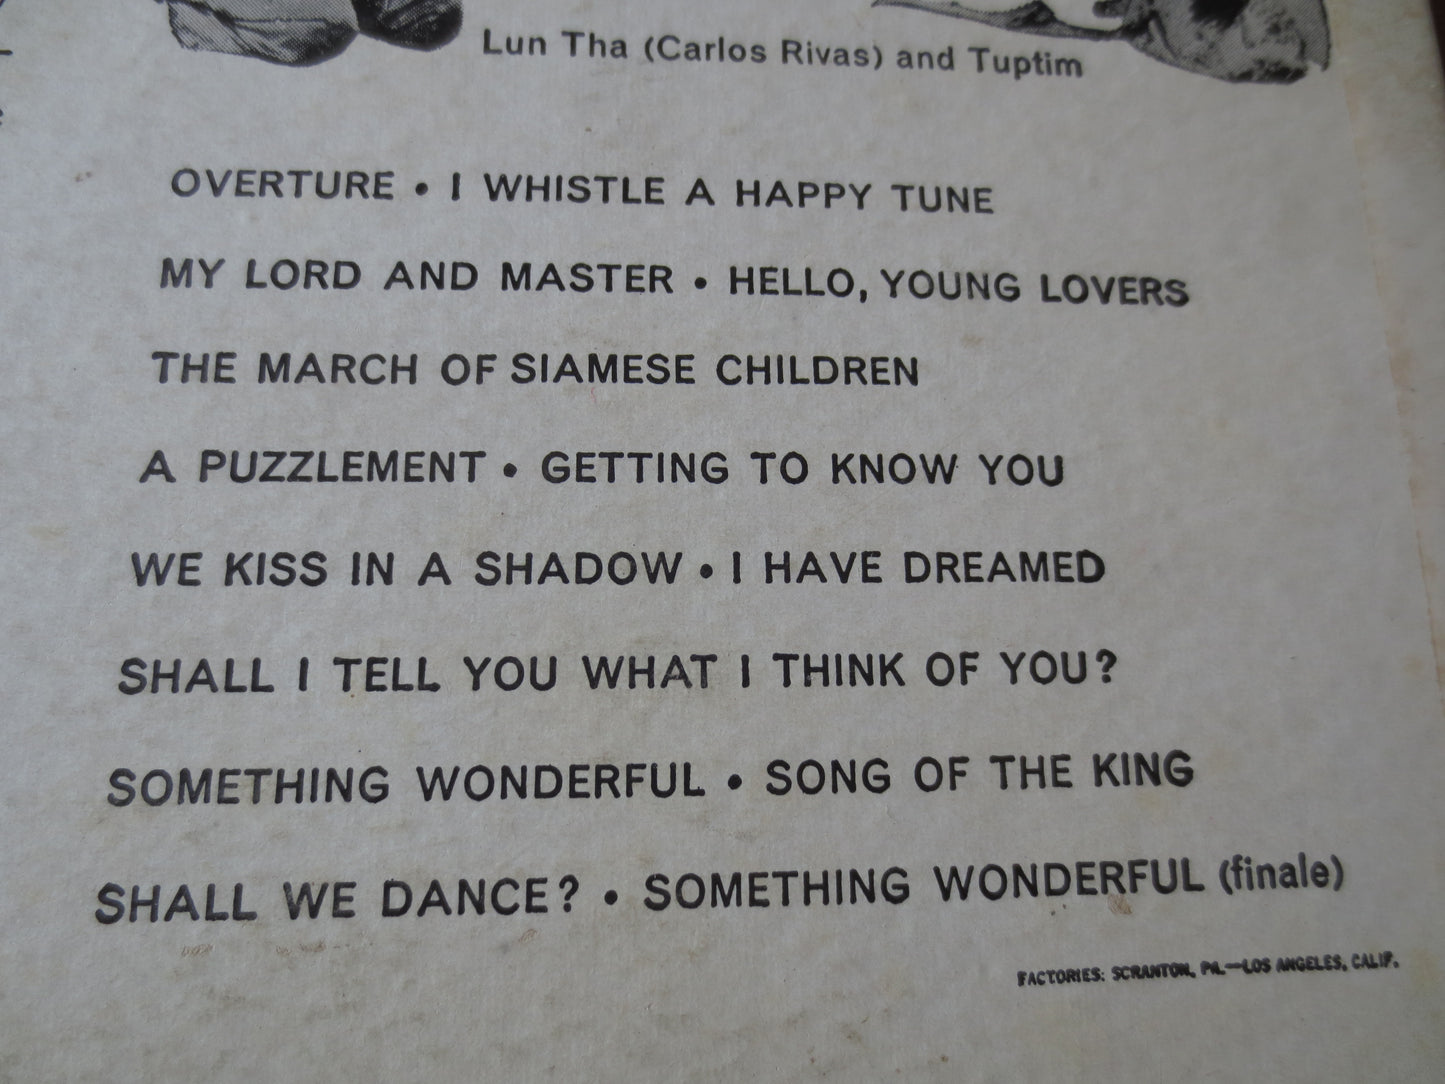 Lun Tha (Carlos Rivas) and Tuptim
OVERTURE • I WHISTLE A HAPPY TUNE
MY LORD AND MASTER • HELLO, YOUNG LOVERS
THE MARCH OF SIAMESE CHILDREN
A PUZZLEMENT • GETTING TO KNOW YOU
WE KISS IN A SHADOW • I HAVE DREAMED
SHALL I TELL YOU WHAT I THINK OF YOU?
SOMETHING WONDERFUL • SONG OF THE KING
SHALL WE DANCE? • SOMETHING WONDERFUL (finale)
FACTORIES: SCRANTON, PA.—LOS ANGELES, CALIF.